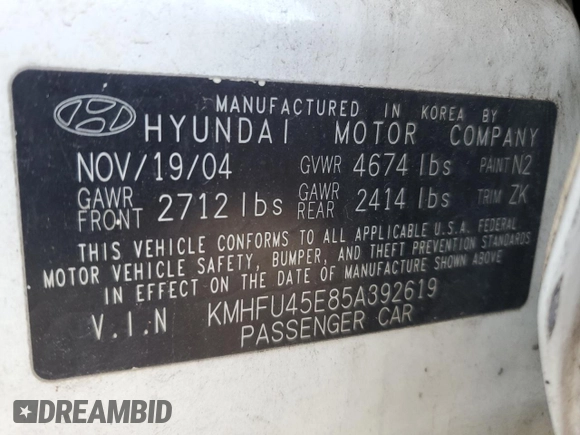 MANUFACTURED IN KOREA BY
HYUNDAI MOTOR COMPANY
NOV/19/04 GVWR 4674 lbs PAINT N2
GAWR FRONT 2712 lbs GAWR REAR 2414 lbs TRIM ZK
THIS VEHICLE CONFORMS TO ALL APPLICABLE U.S.A. FEDERAL
MOTOR VEHICLE SAFETY, BUMPER, AND THEFT PREVENTION STANDARDS
IN EFFECT ON THE DATE OF MANUFACTURE SHOWN ABOVE
V.I.N KMHFU45E85A392619
PASSENGER CAR
DREAMBID